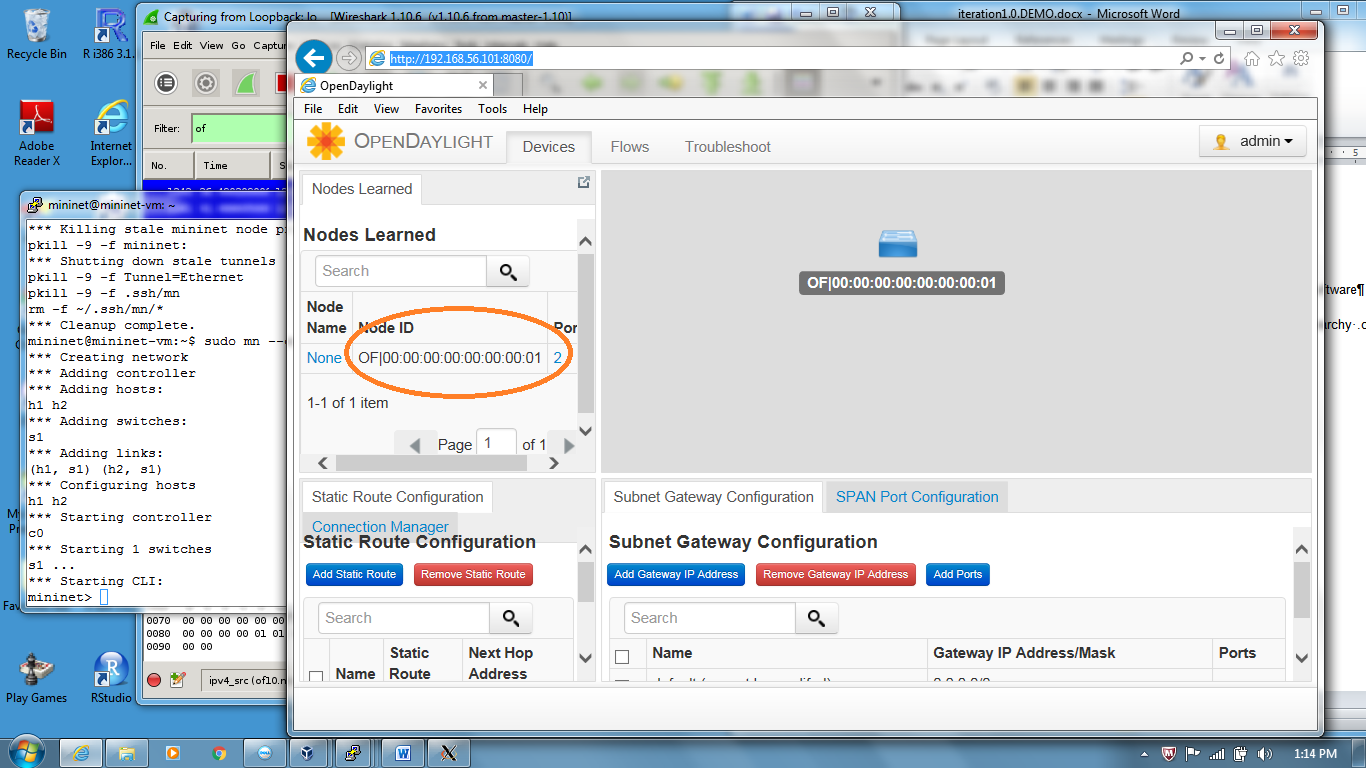 Recycle Bin
R i386 3.1.
Adobe
Reader X
Internet
Explor...
Play Games
RStudio
Capturing from Loopback: lo [Wireshark 1.10.6 (v1.10.6 from master-1.10)]
File Edit View Go Captu
Filter: of
No. Time
iteration1.0.DEMO.docx - Microsoft Word
mininet@mininet-vm: ~
*** Killing stale mininet node p
pkill -9 -f mininet:
*** Shutting down stale tunnels
pkill -9 -f Tunnel=Ethernet
pkill -9 -f .ssh/mn
rm -f ~/.ssh/mn/*
*** Cleanup complete.
mininet@mininet-vm:~$ sudo mn --
*** Creating network
*** Adding controller
*** Adding hosts:
h1 h2
*** Adding switches:
s1
*** Adding links:
(h1, s1) (h2, s1)
*** Configuring hosts
h1 h2
*** Starting controller
c0
*** Starting 1 switches
s1 ...
*** Starting CLI:
mininet>
0070 00 00 00 00 00 00
0080 00 00 00 00 01 01
0090 00 00
ipv4_src (of10.n
http://192.168.56.101:8080/
OpenDaylight
File Edit View Favorites Tools Help
OPENDAYLIGHT
Devices
Flows
Troubleshoot
admin
Nodes Learned
Nodes Learned
Search
Node Name
Node ID
Por
None OF|00:00:00:00:00:00:00:01 2
1-1 of 1 item
Page 1 of 1
OF|00:00:00:00:00:00:00:01
Static Route Configuration
Connection Manager
Static Route Configuration
Add Static Route
Remove Static Route
Search
Name
Static Route
Next Hop Address
Subnet Gateway Configuration
SPAN Port Configuration
Subnet Gateway Configuration
Add Gateway IP Address
Remove Gateway IP Address
Add Ports
Search
Name
Gateway IP Address/Mask
Ports
5
ftware¶
archy·.c
1:14 PM